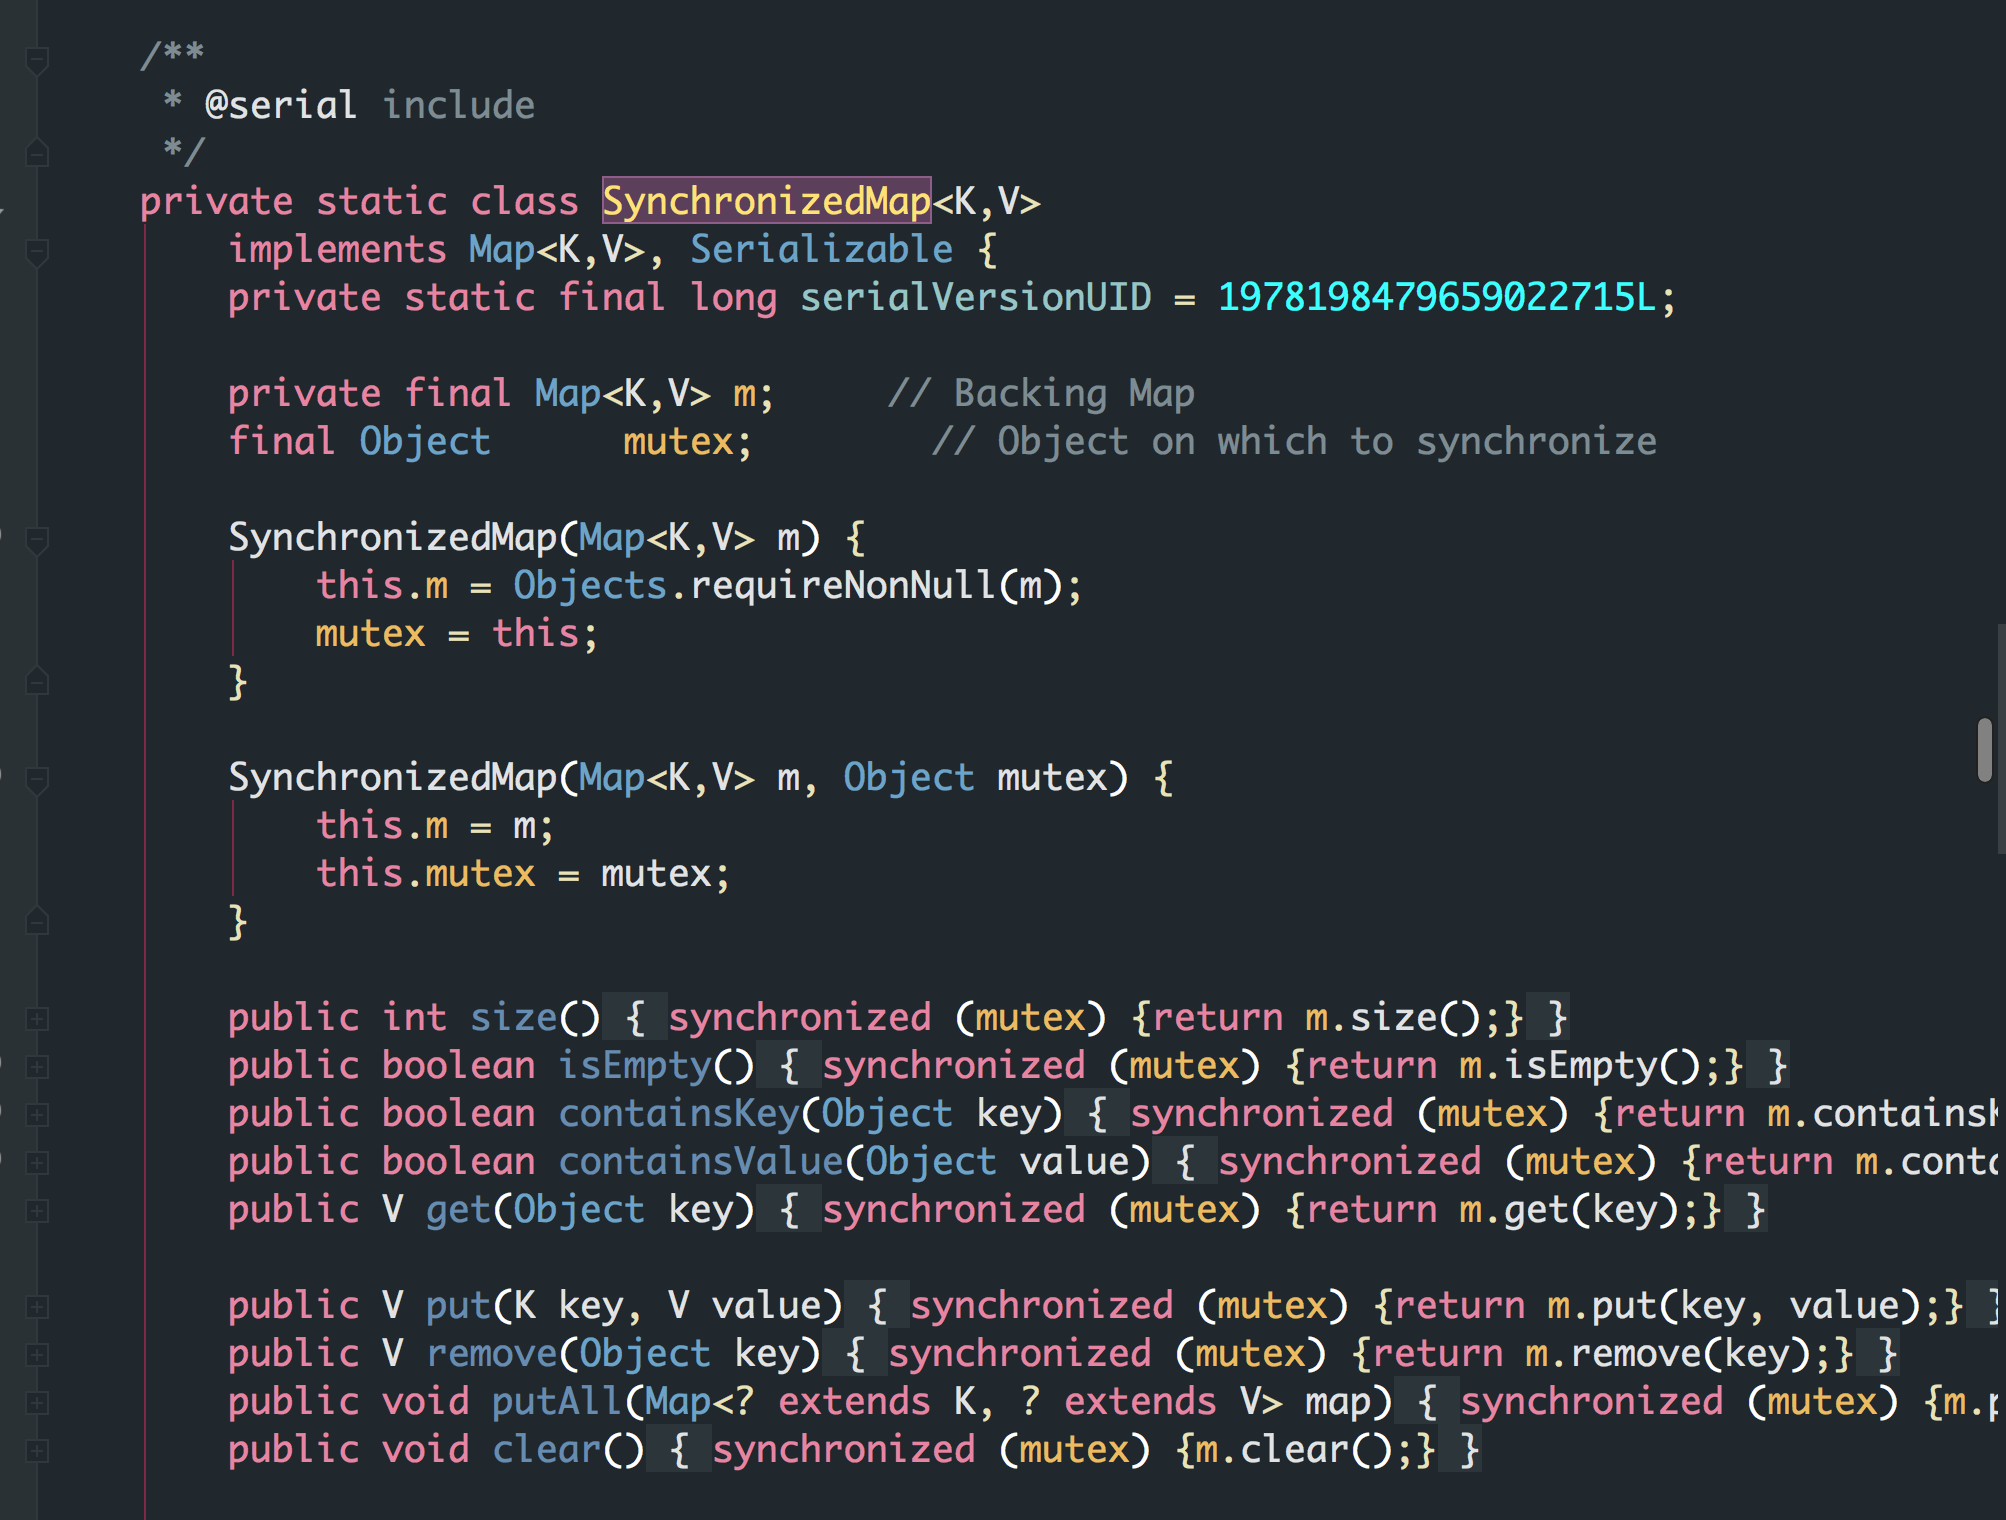 /**
 * @serial include
 */
private static class SynchronizedMap<K,V>
    implements Map<K,V>, Serializable {
    private static final long serialVersionUID = 1978198479659022715L;
    private final Map<K,V> m;     // Backing Map
    final Object      mutex;        // Object on which to synchronize
    SynchronizedMap(Map<K,V> m) {
        this.m = Objects.requireNonNull(m);
        mutex = this;
    }
    SynchronizedMap(Map<K,V> m, Object mutex) {
        this.m = m;
        this.mutex = mutex;
    }
    public int size() { synchronized (mutex) {return m.size();} }
    public boolean isEmpty() { synchronized (mutex) {return m.isEmpty();} }
    public boolean containsKey(Object key) { synchronized (mutex) {return m.contains
    public boolean containsValue(Object value) { synchronized (mutex) {return m.cont
    public V get(Object key) { synchronized (mutex) {return m.get(key);} }
    public V put(K key, V value) { synchronized (mutex) {return m.put(key, value);} }
    public V remove(Object key) { synchronized (mutex) {return m.remove(key);} }
    public void putAll(Map<? extends K, ? extends V> map) { synchronized (mutex) {m.p
    public void clear() { synchronized (mutex) {m.clear();} }